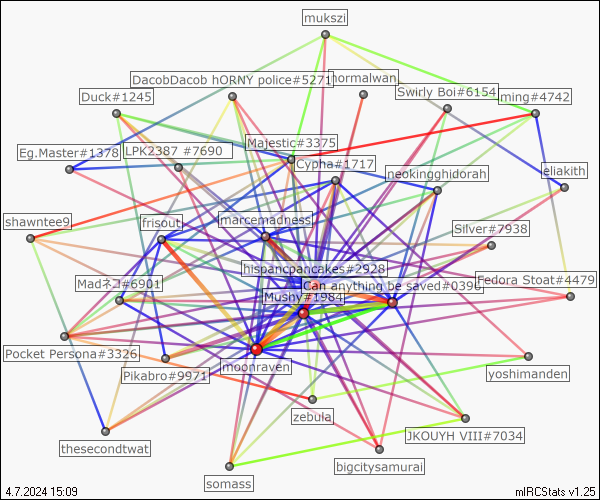 mukszi
DacobDacob hORNY police#5271
hormalwan
Swirly Boi#6154
Duck#1245
ming#4742
Majestic#3375
Eg.Master#1378
LPK2387 #7690
Cypha#1717
neokingghidorah
eliakith
shawntee9
frisout
marcemadness
Silver#7938
hispancpancakes#2928
Madネコ#6901
Mushy#1984
Can anything be saved#0396
Fedora Stoat#4479
Pocket Persona#3326
Pikabro#9971
moonraven
yoshimanden
zebula
JKOUYH VIII#7034
thesecondtwat
bigcitysamurai
somass
4.7.2024 15:09
mIRCStats v1.25